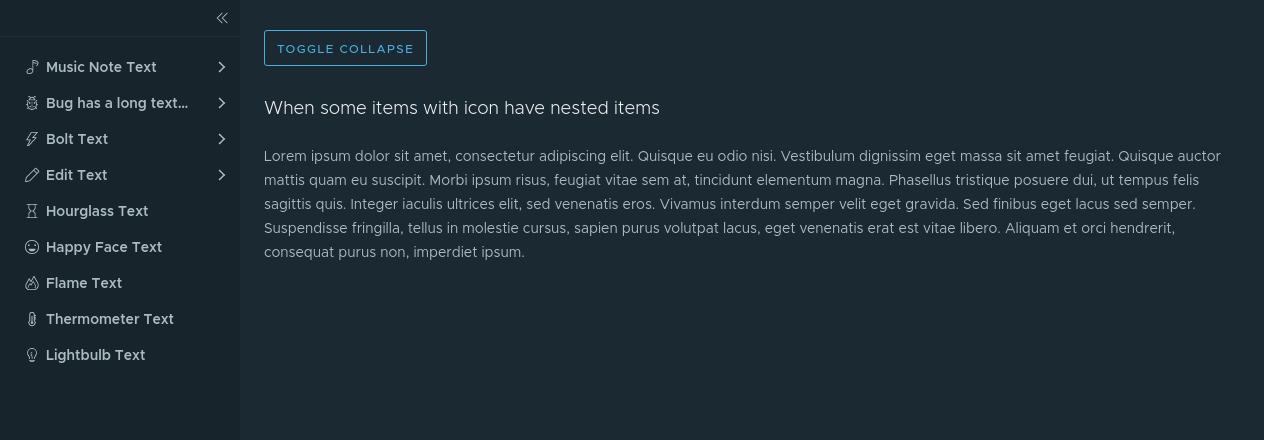 Music Note Text
Bug has a long text...
Bolt Text
Edit Text
Hourglass Text
Happy Face Text
Flame Text
Thermometer Text
Lightbulb Text
TOGGLE COLLAPSE
When some items with icon have nested items
Lorem ipsum dolor sit amet, consectetur adipiscing elit. Quisque eu odio nisi. Vestibulum dignissim eget massa sit amet feugiat. Quisque auctor
mattis quam eu suscipit. Morbi ipsum risus, feugiat vitae sem at, tincidunt elementum magna. Phasellus tristique posuere dui, ut tempus felis
sagittis quis. Integer iaculis ultrices elit, sed venenatis eros. Vivamus interdum semper velit eget gravida. Sed finibus eget lacus sed semper.
Suspendisse fringilla, tellus in molestie cursus, sapien purus volutpat lacus, eget venenatis erat est vitae libero. Aliquam et orci hendrerit,
consequat purus non, imperdiet ipsum.